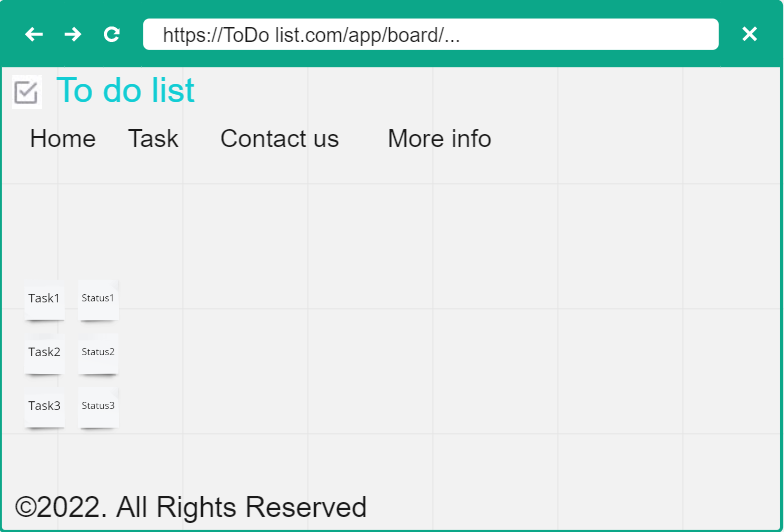 https://ToDo list.com/app/board/...
To do list
Home Task Contact us More info
Task1 Status1
Task2 Status2
Task3 Status3
©2022. All Rights Reserved